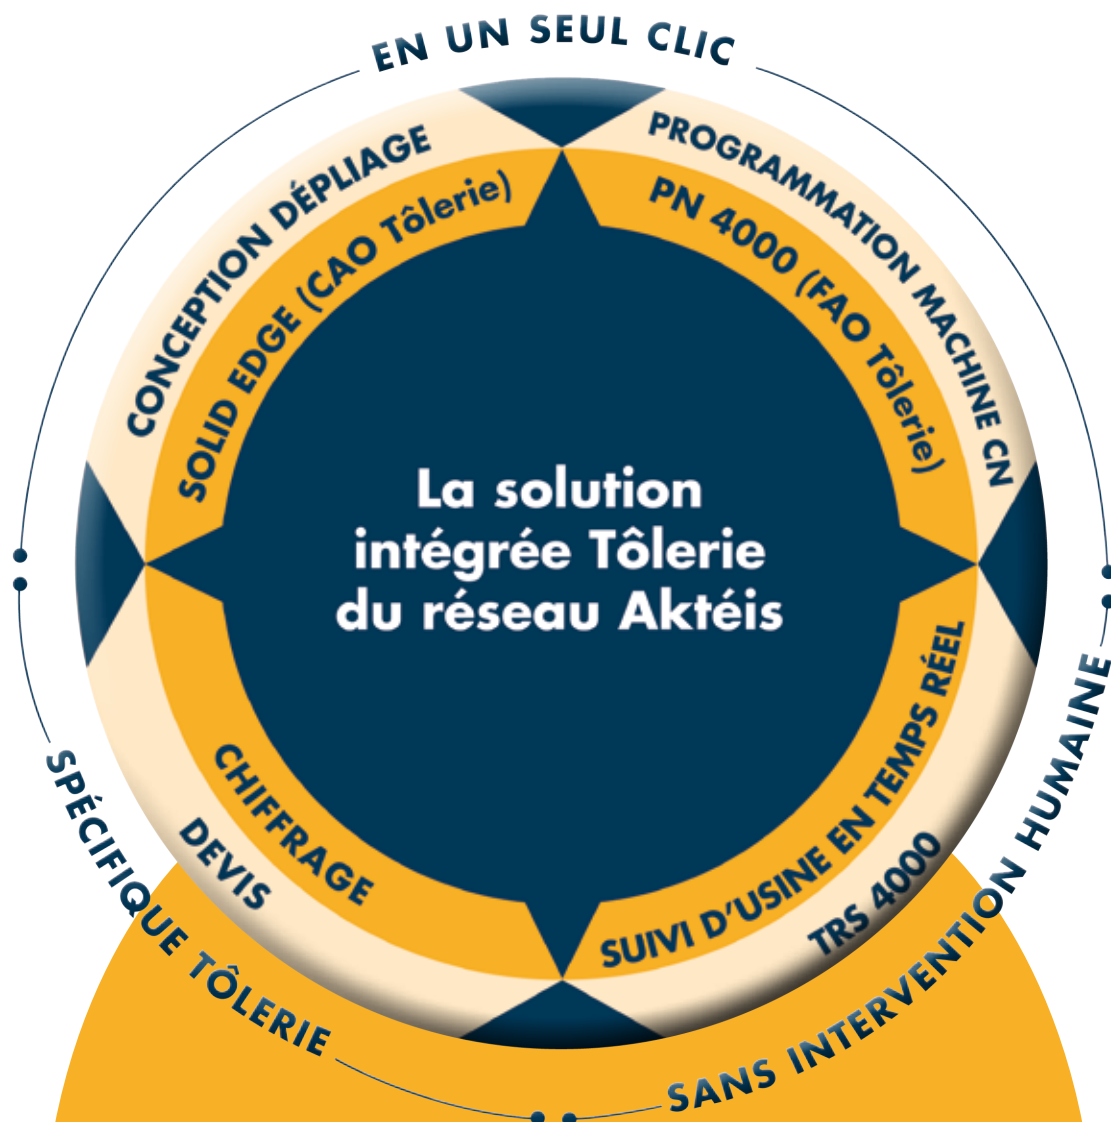 EN UN SEUL CLIC
CONCEPTION DÉPLIAGE
SOLID EDGE (CAO Tôlerie)
PROGRAMMATION MACHINE CN
PN 4000 (FAO Tôlerie)
La solution
intégrée Tôlerie
du réseau Aktéis
CHIFFRAGE
DEVIS
SUIVI D'USINE EN TEMPS RÉEL
TRS 4000
SPÉCIFIQUE TÔLERIE
SANS INTERVENTION HUMAINE